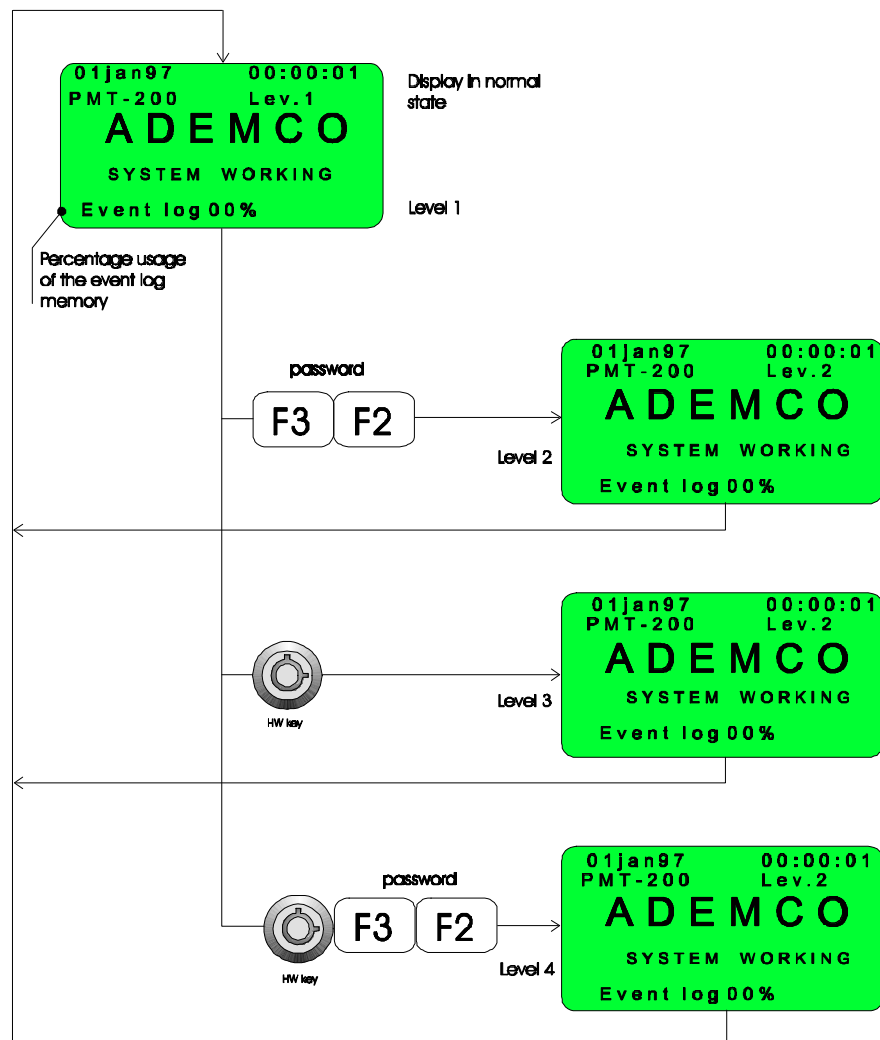 01jan97 00:00:01
PMT-200 Lev.1
ADEMCO
SYSTEM WORKING
Event log 00%
Display in normal
state
Level 1
Percentage usage
of the event log
memory
password
F3 F2
Level 2
01jan97 00:00:01
PMT-200 Lev.2
ADEMCO
SYSTEM WORKING
Event log 00%
HW key
Level 3
01jan97 00:00:01
PMT-200 Lev.2
ADEMCO
SYSTEM WORKING
Event log 00%
password
F3 F2
HW key
Level 4
01jan97 00:00:01
PMT-200 Lev.2
ADEMCO
SYSTEM WORKING
Event log 00%